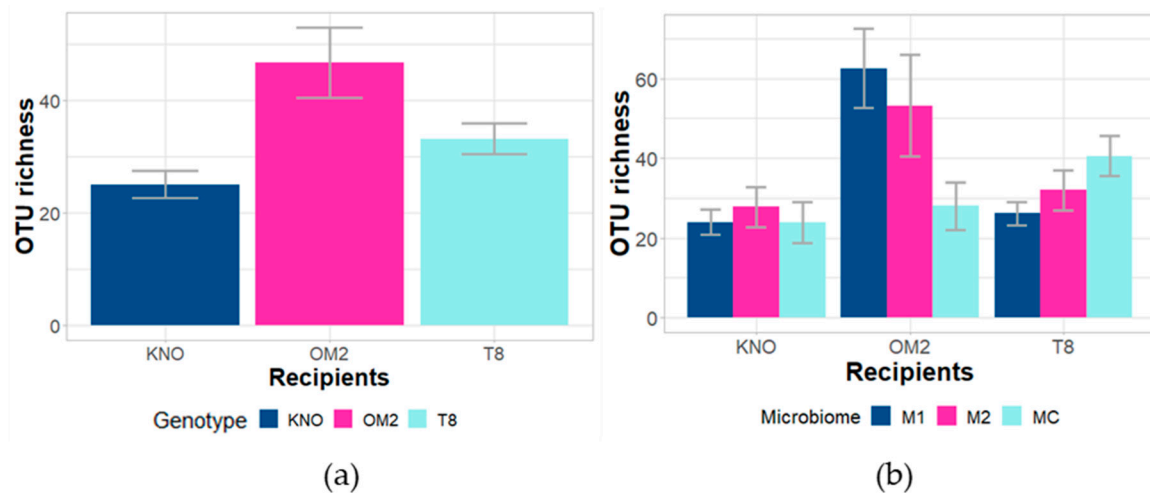 OTU richness
40
20
0
KNO
OM2
T8
Recipients
Genotype KNO OM2 T8
(a)
OTU richness
60
40
20
0
KNO
OM2
T8
Recipients
Microbiome M1 M2 MC
(b)